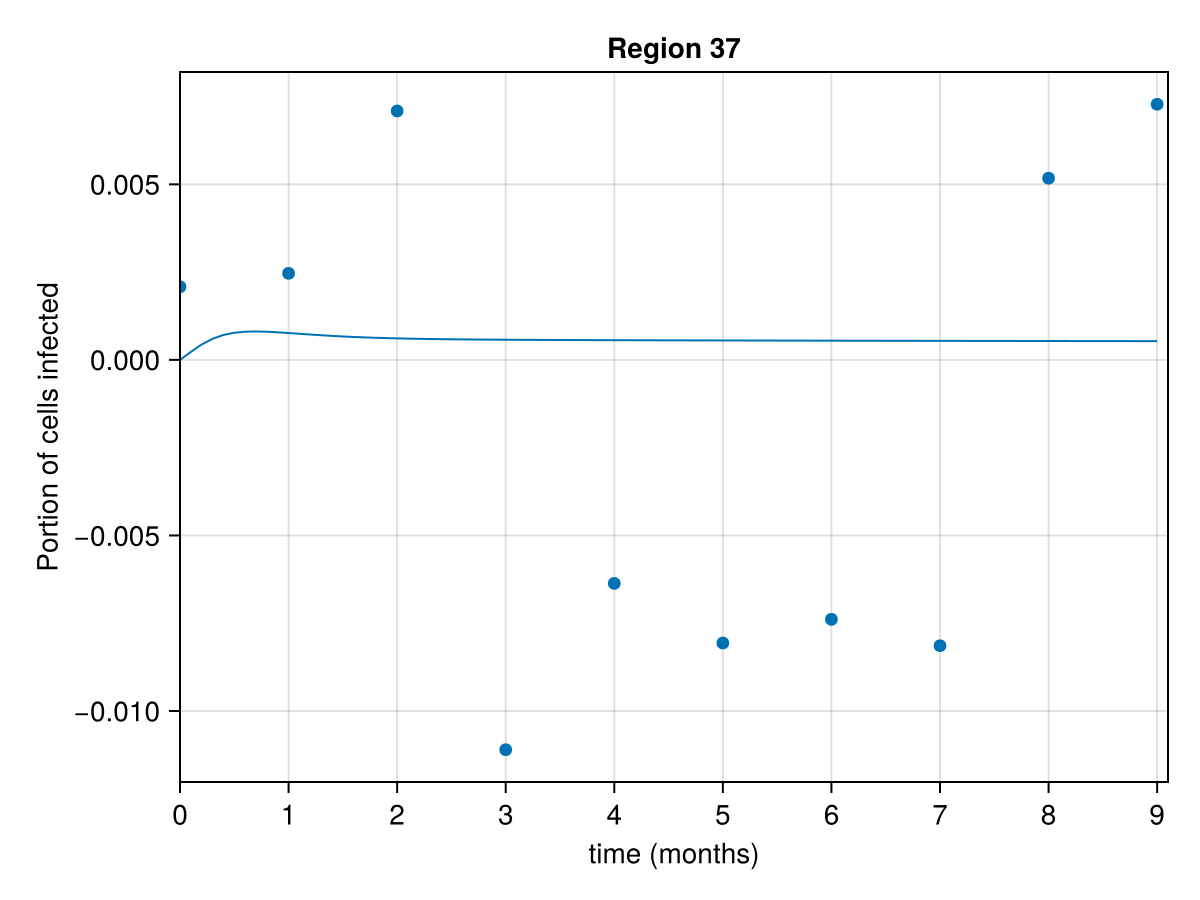 Region 37
Portion of cells infected
0.005
0.000
−0.005
−0.010
0 1 2 3 4 5 6 7 8 9
time (months)